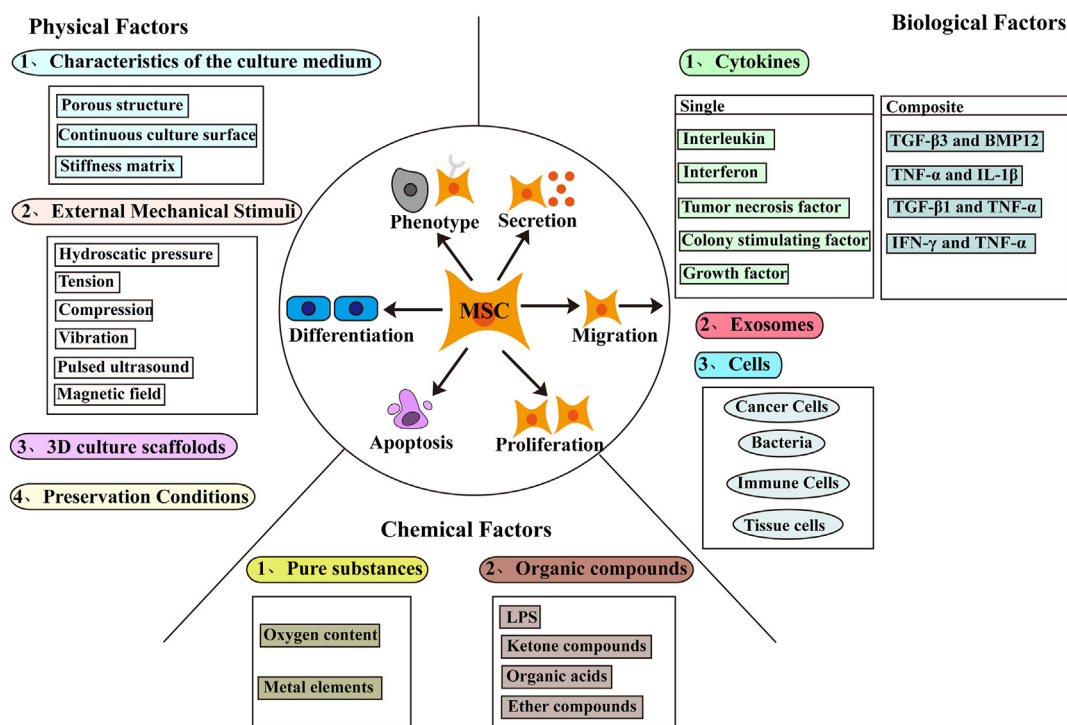 Physical Factors
1、Characteristics of the culture medium
Porous structure
Continuous culture surface
Stiffness matrix
2、External Mechanical Stimuli
Hydroscatic pressure
Tension
Compression
Vibration
Pulsed ultrasound
Magnetic field
3、3D culture scaffolods
4、Preservation Conditions
Phenotype
Secretion
Differentiation
MSC
Migration
Apoptosis
Proliferation
Biological Factors
1、Cytokines
Single
Interleukin
Interferon
Tumor necrosis factor
Colony stimulating factor
Growth factor
Composite
TGF-β3 and BMP12
TNF-α and IL-1β
TGF-β1 and TNF-α
IFN-γ and TNF-α
2、Exosomes
3、Cells
Cancer Cells
Bacteria
Immune Cells
Tissue cells
Chemical Factors
1、Pure substances
Oxygen content
Metal elements
2、Organic compounds
LPS
Ketone compounds
Organic acids
Ether compounds